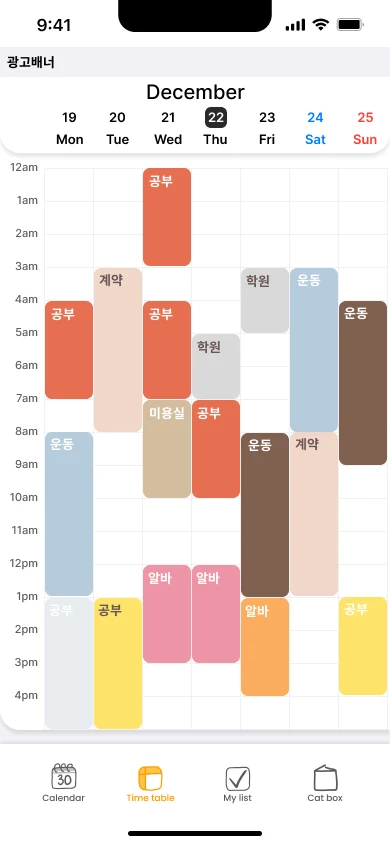 9:41
광고배너
December
19 20 21 22 23 24 25
Mon Tue Wed Thu Fri Sat Sun
12am
공부
1am
2am
3am
계약 학원 운동
4am
공부 공부 운동
5am
학원
6am
7am
미용실 공부
8am
운동 운동 계약
9am
10am
11am
12pm
알바 알바
1pm
공부 공부 알바 공부
2pm
3pm
4pm
30
Calendar Time table My list Cat box